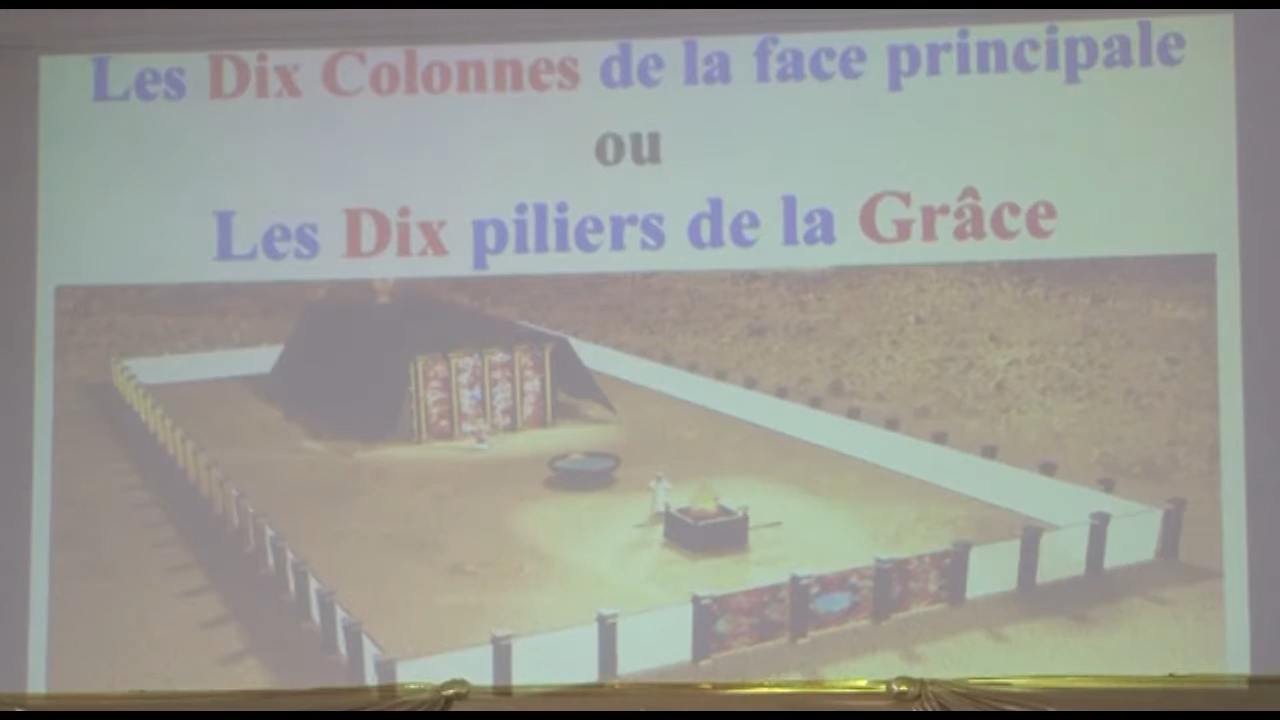 Les Dix Colonnes de la face principale
ou
Les Dix piliers de la Grâce